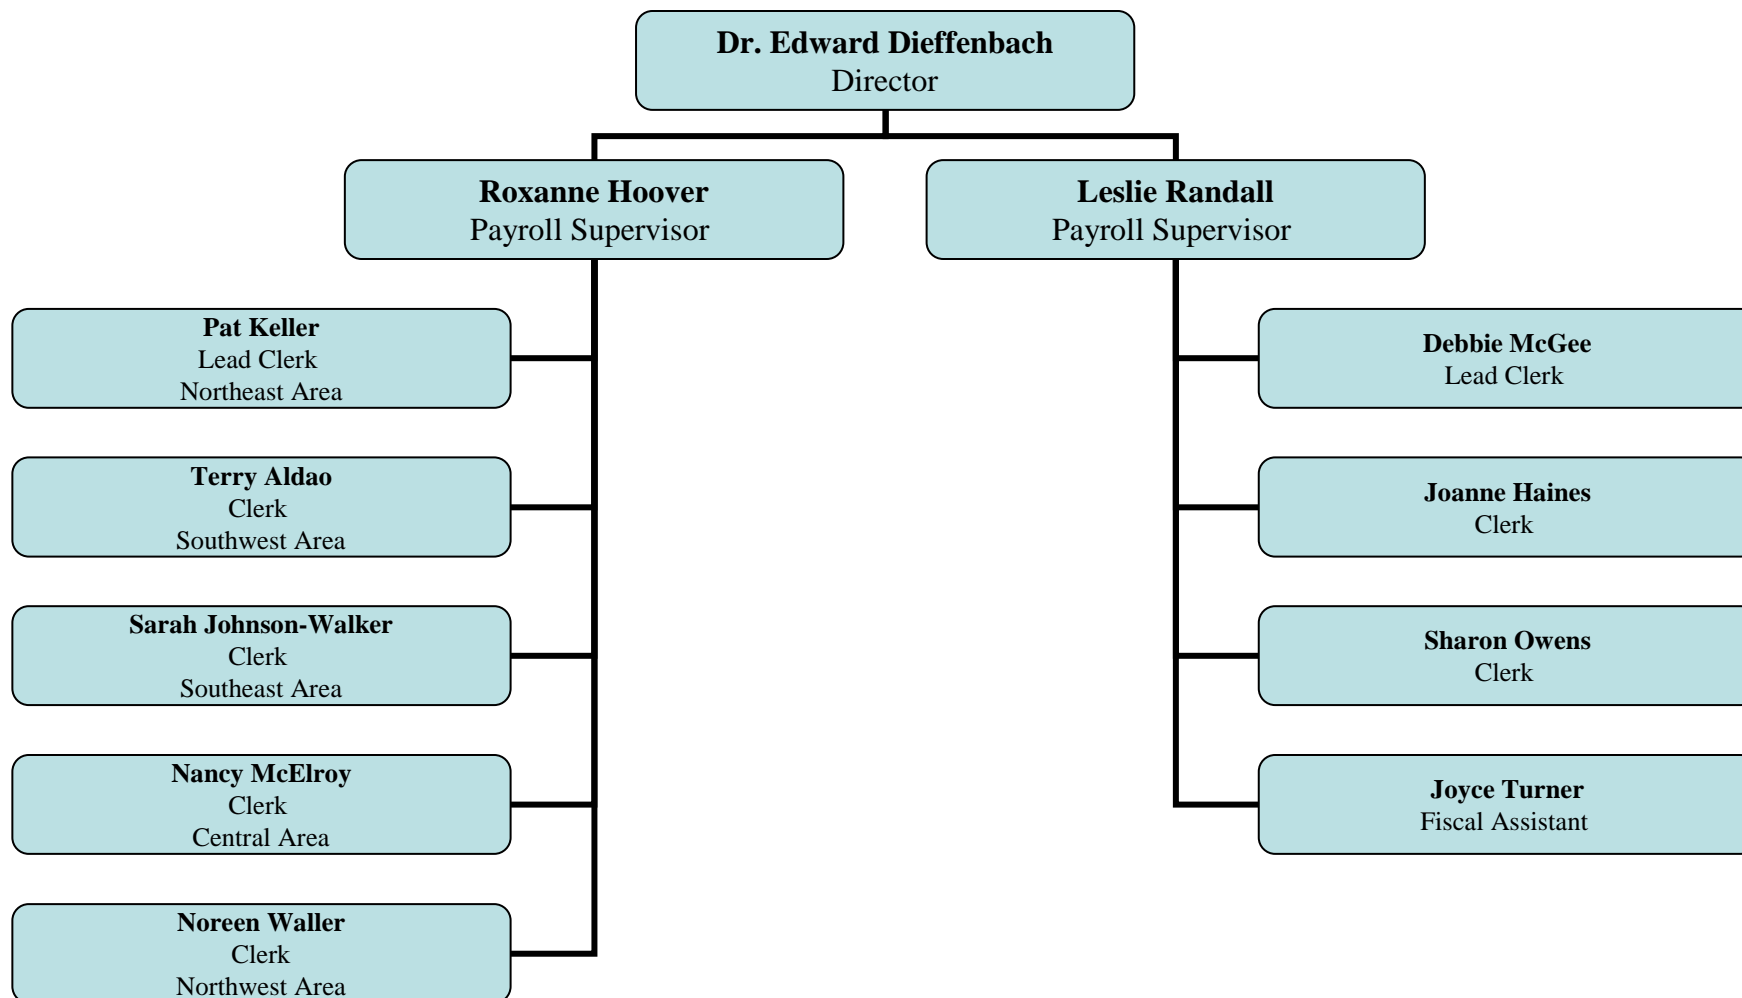 Dr. Edward Dieffenbach
Director
Roxanne Hoover
Payroll Supervisor
Leslie Randall
Payroll Supervisor
Pat Keller
Lead Clerk
Northeast Area
Terry Aldao
Clerk
Southwest Area
Sarah Johnson-Walker
Clerk
Southeast Area
Nancy McElroy
Clerk
Central Area
Noreen Waller
Clerk
Northwest Area
Debbie McGee
Lead Clerk
Joanne Haines
Clerk
Sharon Owens
Clerk
Joyce Turner
Fiscal Assistant